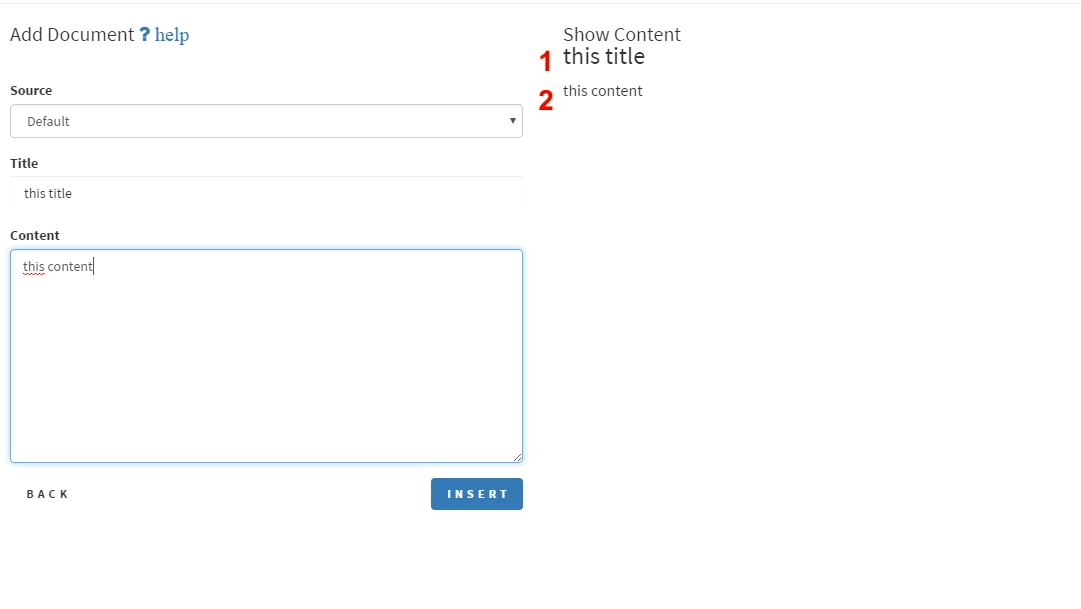 Add Document ? help
Source
Default
Title
this title
Content
this content
BACK
INSERT
Show Content
1 this title
2 this content